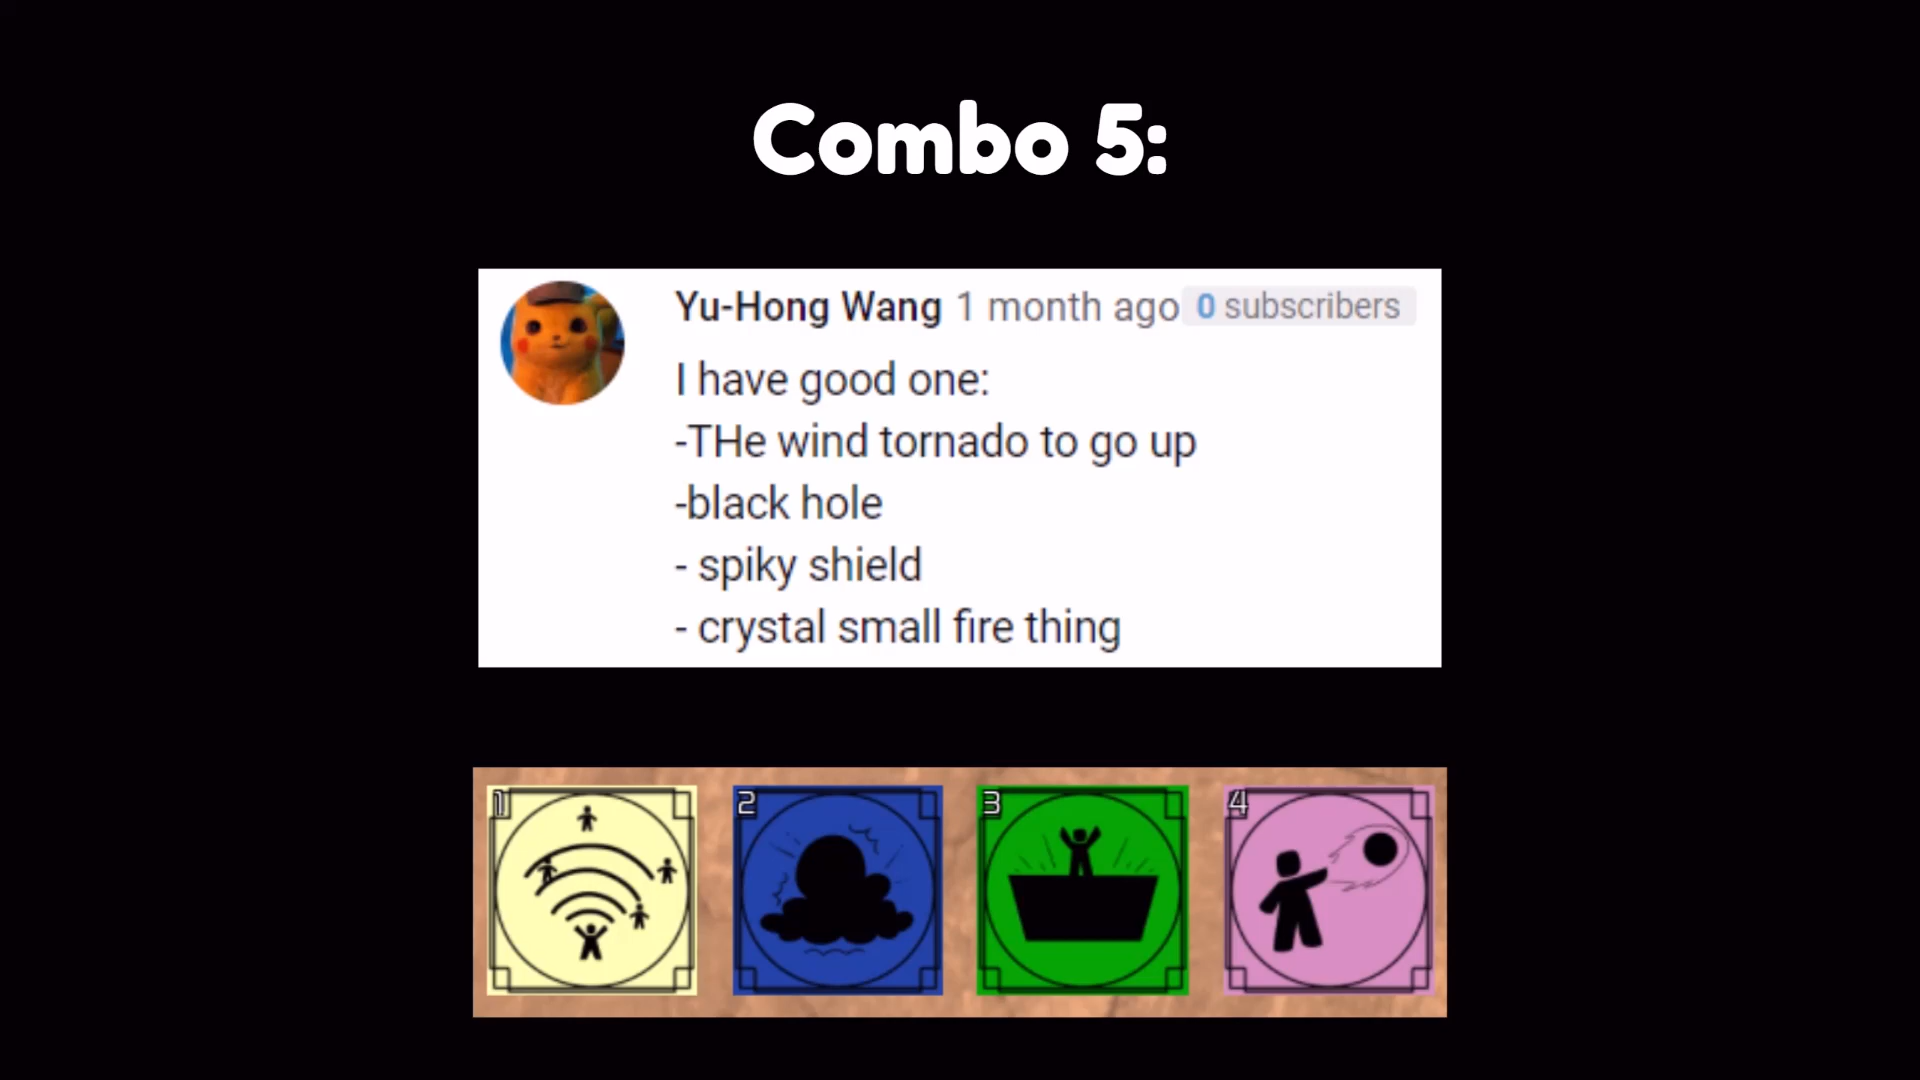 Combo 5:
Yu-Hong Wang 1 month ago 0 subscribers
I have good one:
-THe wind tornado to go up
-black hole
- spiky shield
- crystal small fire thing
1 2 3 4